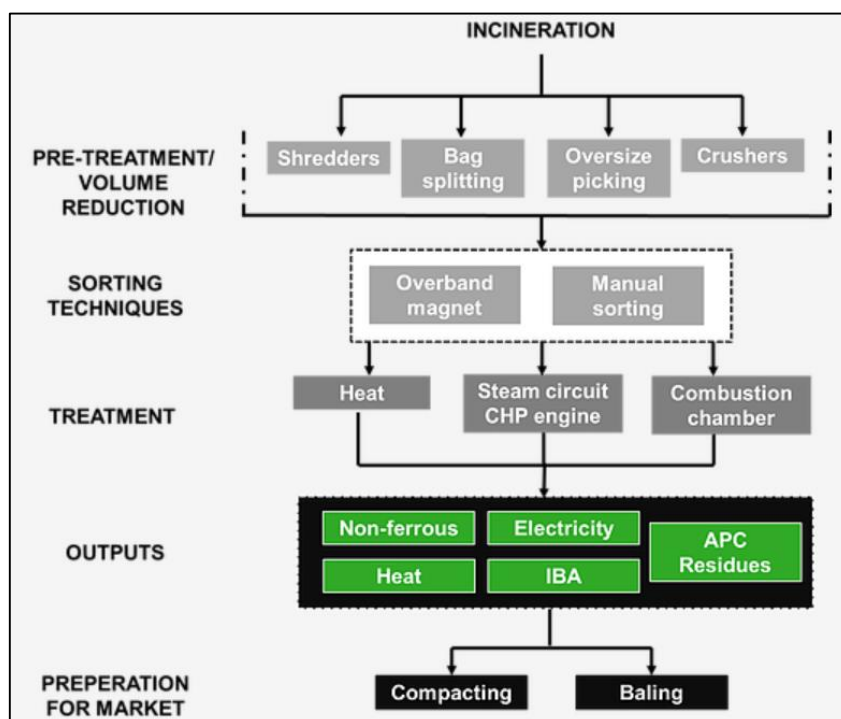 INCINERATION
PRE-TREATMENT/
VOLUME
REDUCTION
Shredders
Bag
splitting
Oversize
picking
Crushers
SORTING
TECHNIQUES
Overband
magnet
Manual
sorting
TREATMENT
Heat
Steam circuit
CHP engine
Combustion
chamber
OUTPUTS
Non-ferrous
Electricity
APC
Residues
Heat
IBA
PREPARATION
FOR MARKET
Compacting
Baling